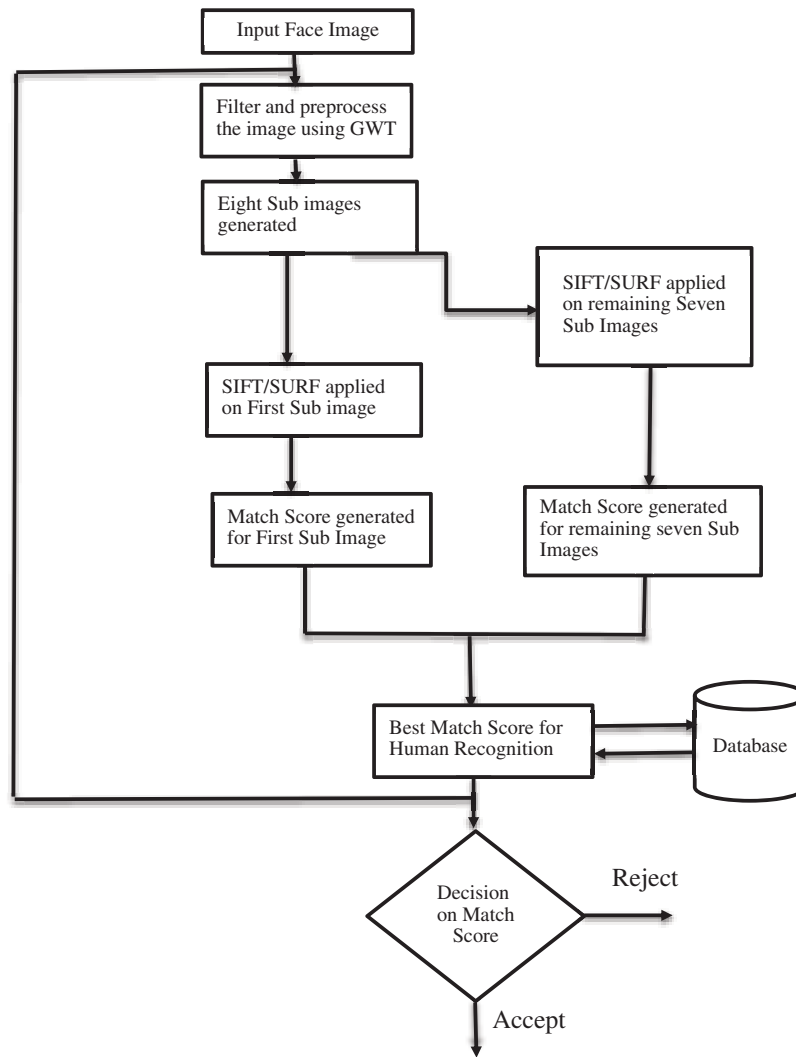 Input Face Image
Filter and preprocess
the image using GWT
Eight Sub images
generated
SIFT/SURF applied
on remaining Seven
Sub Images
SIFT/SURF applied
on First Sub image
Match Score generated
for First Sub Image
Match Score generated
for remaining seven Sub
Images
Best Match Score for
Human Recognition
Database
Decision
on Match
Score
Reject
Accept